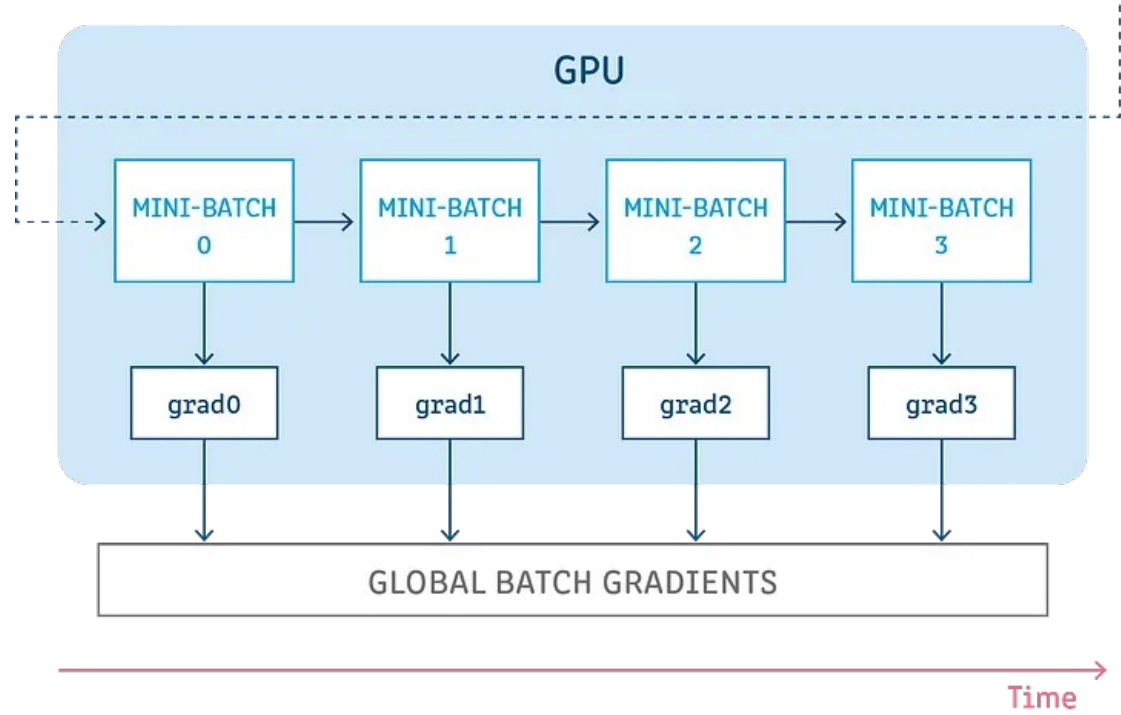 GPU
MINI-BATCH
0
MINI-BATCH
1
MINI-BATCH
2
MINI-BATCH
3
grad0
grad1
grad2
grad3
GLOBAL BATCH GRADIENTS
Time